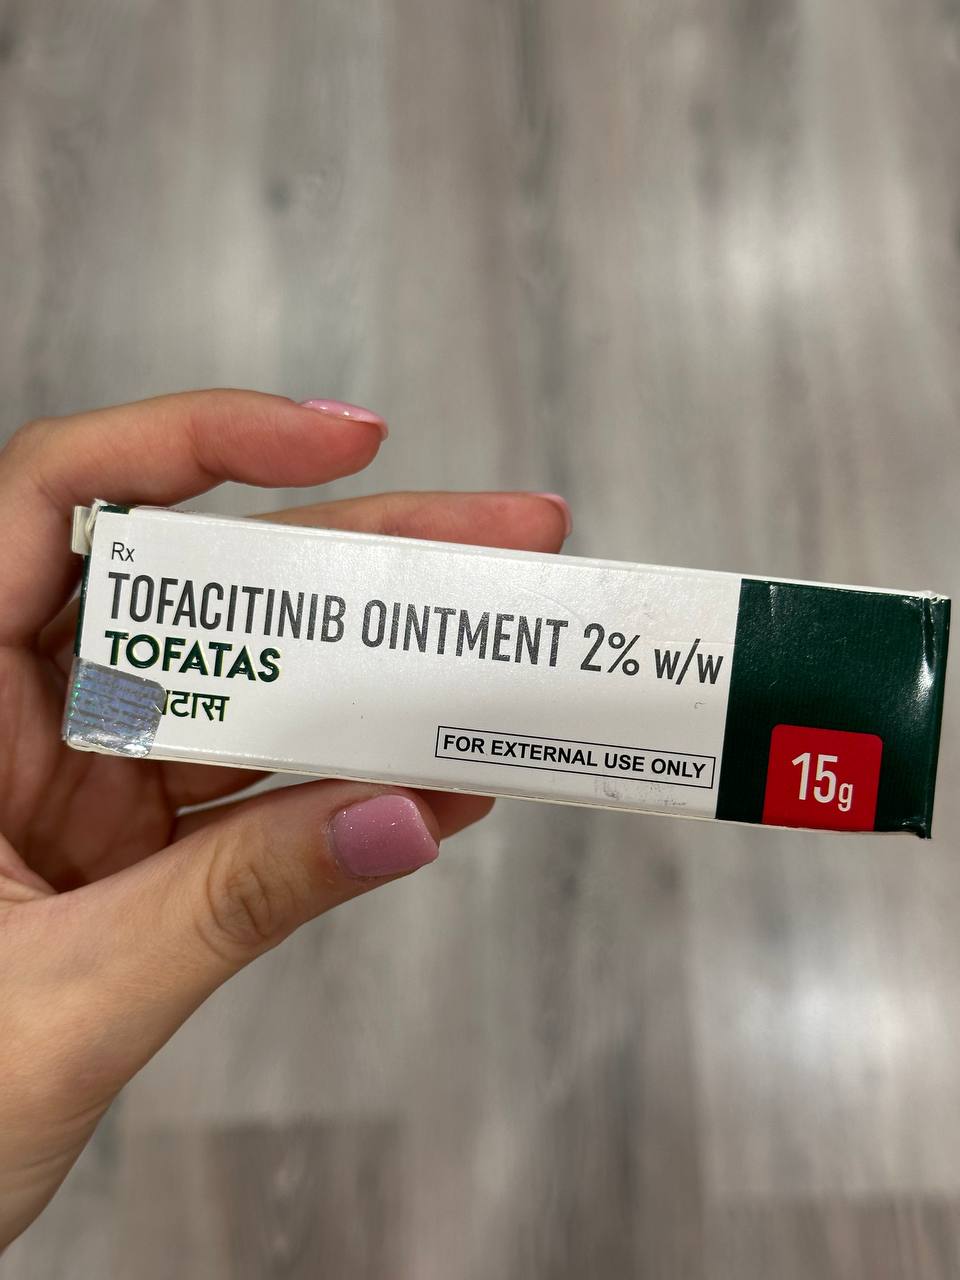 Rx
TOFACITINIB OINTMENT 2% w/w
TOFATAS
FOR EXTERNAL USE ONLY
15g